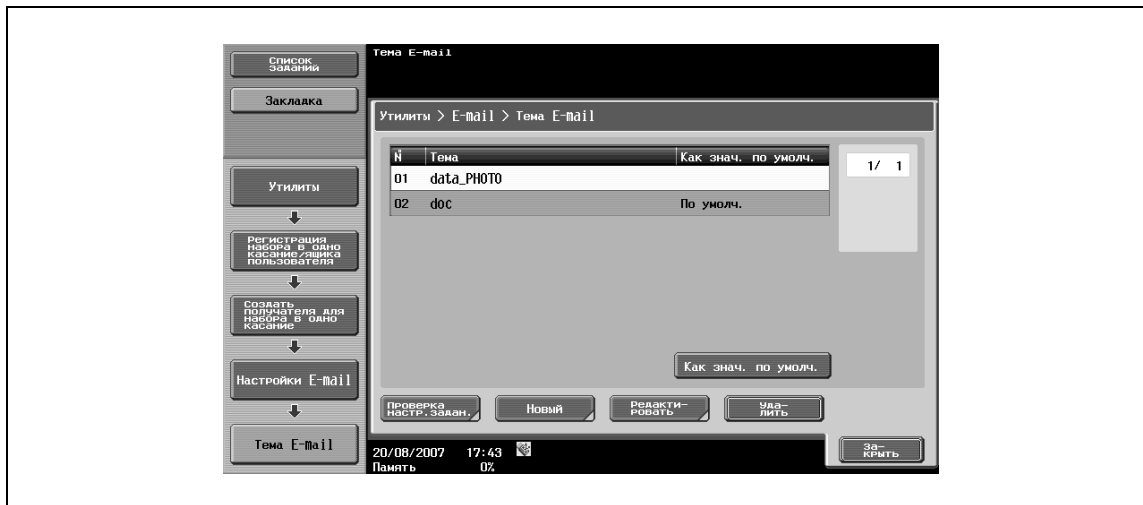 Список
заданий
Закладка
Утилиты
Регистрация
набора в одно
касание/ящика
пользователя
Создать
получателя для
набора в одно
касание
Настройки E-mail
Тема E-mail
Тема E-mail
Утилиты > E-mail > Тема E-mail
N Тема Как знач. по умолч.
01 data_PHOTO
02 doc По умолч.
1/ 1
Как знач. по умолч.
Проверка
настр.задан.
Новый
Редакти-
ровать
Уда-
лить
За-
крыть
20/08/2007 17:43
Память 0%